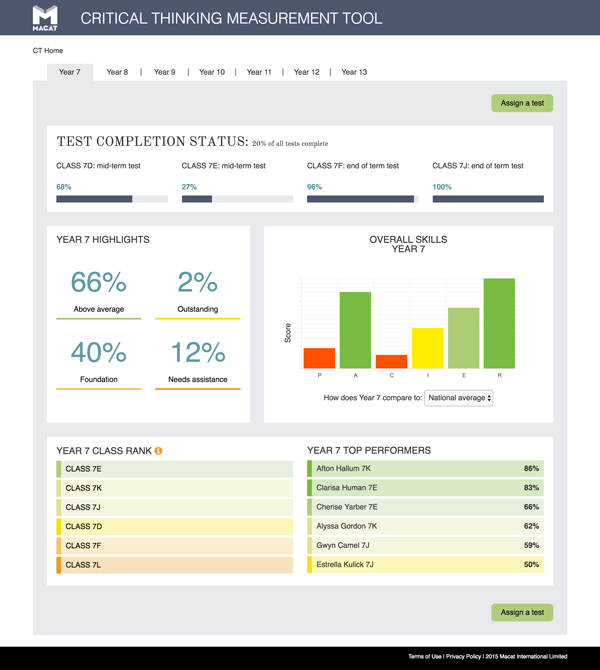 MACAT
CRITICAL THINKING MEASUREMENT TOOL
CT Home
Year 7 Year 8 | Year 9 | Year 10 | Year 11 | Year 12 | Year 13
Assign a test
TEST COMPLETION STATUS: 20% of all tests complete
CLASS 7D: mid-term test CLASS 7E: mid-term test CLASS 7F: end of term test CLASS 7J: end of term test
68% 27% 96% 100%
YEAR 7 HIGHLIGHTS
66% 2%
Above average Outstanding
40% 12%
Foundation Needs assistance
OVERALL SKILLS
YEAR 7
Score
P A C I E R
How does Year 7 compare to: National average
YEAR 7 CLASS RANK i
CLASS 7E
CLASS 7K
CLASS 7J
CLASS 7D
CLASS 7F
CLASS 7L
YEAR 7 TOP PERFORMERS
Afton Hallum 7K 86%
Clarisa Human 7E 83%
Cherise Yarber 7E 66%
Alyssa Gordon 7K 62%
Gwyn Camel 7J 59%
Estrella Kulick 7J 50%
Assign a test
Terms of Use | Privacy Policy | 2015 Macat International Limited